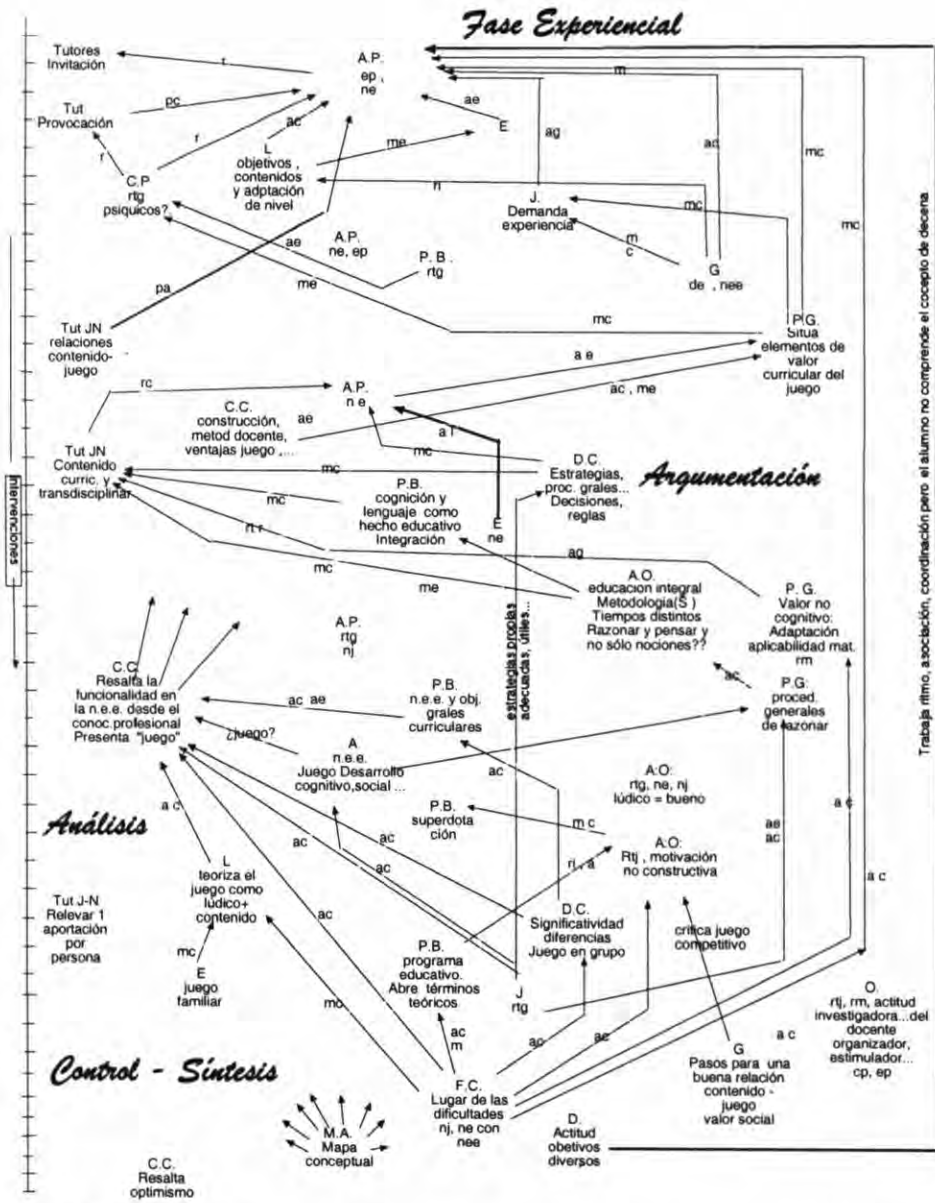 Fase Experiencial
Tutores
Invitación
r
A.P.
ep,
ne
m
Tut
Provocación
pc
ae
E
r
ac
ag
ac
mc
r
L
objetivos,
contenidos
y adptación
de nivel
me
C.P.
rtg
psiquicos?
n
J.
Demanda
experiencia
mc
mc
ae
A.P.
ne, ep
P.B.
rtg
m
c
G
de , nee
me
pa
mc
Tut JN
relaciones
contenido-
juego
P.G.
Situa
elementos de
valor
curricular del
juego
a e
rc
A.P.
n e
ac , me
C.C.
construcción,
metod docente,
ventajas juego ,...
ae
mc
Tut JN
Contenido
curric. y
transdisciplinar
mc
D.C.
Estrategias,
proc. grales...
Decisiones,
reglas
Argumentación
Intervenciones
mc
P.B.
cognición y
lenguaje como
hecho educativo
Integración
E
ne
ag
mc
me
A.O.
educacion integral
Metodologia(S )
Tiempos distintos
Razonar y pensar y
no sólo nociones??
P. G.
Valor no
cognitivo:
Adaptación
aplicabilidad mat.
rm
A.P.
rtg
nj
estrategias propias
adecuadas, útiles...
C.C.
Resalta la
funcionalidad en
la n.e.e. desde el
conoc.profesional
Presenta "juego"
ac ae
P.B.
n.e.e. y obj.
grales
curriculares
ac
P.G:
proced.
generales
de razonar
¿juego?
A
n.e.e.
Juego Desarrollo
cognitivo,social ...
ac
A.O:
rtg, ne, nj
lúdico = bueno
a c
P.B.
superdota
ción
m c
ae
ac
a c
Análisis
ac
ac
A.O:
Rtj , motivación
no constructiva
a c
L
teoriza el
juego como
lúdico+
contenido
Tut J-N
Relevar 1
aportación
por
persona
ac
D.C.
Significatividad
diferencias
Juego en grupo
critica juego
competitivo
P.B.
programa
educativo.
Abre términos
teóricos
mc
E
juego
familiar
J
rtg
O.
rtj, rm, actitud
investigadora...del
docente
organizador,
estimulador...
cp, ep
ac
m
ac
ac
a c
Control - Síntesis
F.C.
Lugar de las
dificultades
nj, ne con
nee
G
Pasos para una
buena relación
contenido -
juego
valor social
M.A.
Mapa
conceptual
D.
Actitud
obetivos
diversos
C.C.
Resalta
optimismo
Trabaja ritmo, asociación, coordinación pero el alumno no comprende el cocepto de decena